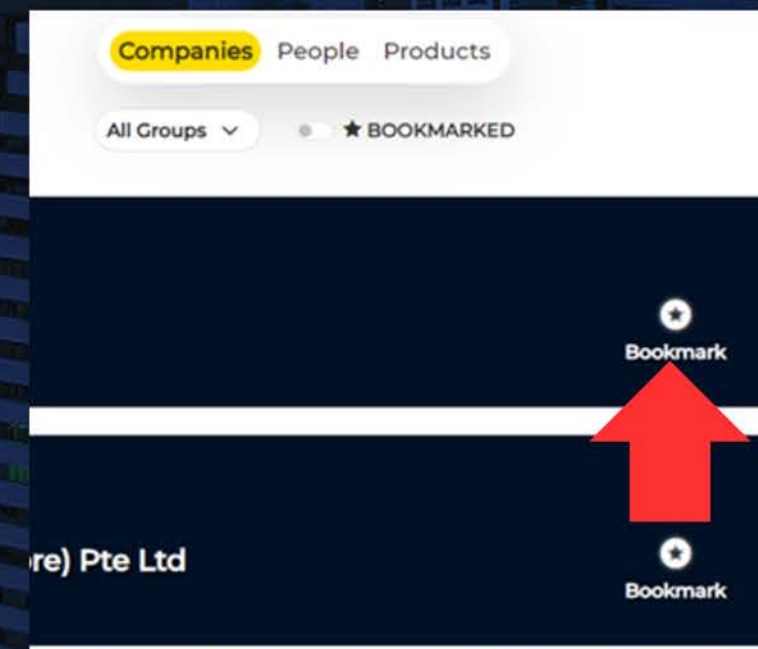 Companies People Products
All Groups BOOKMARKED
Bookmark
re) Pte Ltd
Bookmark